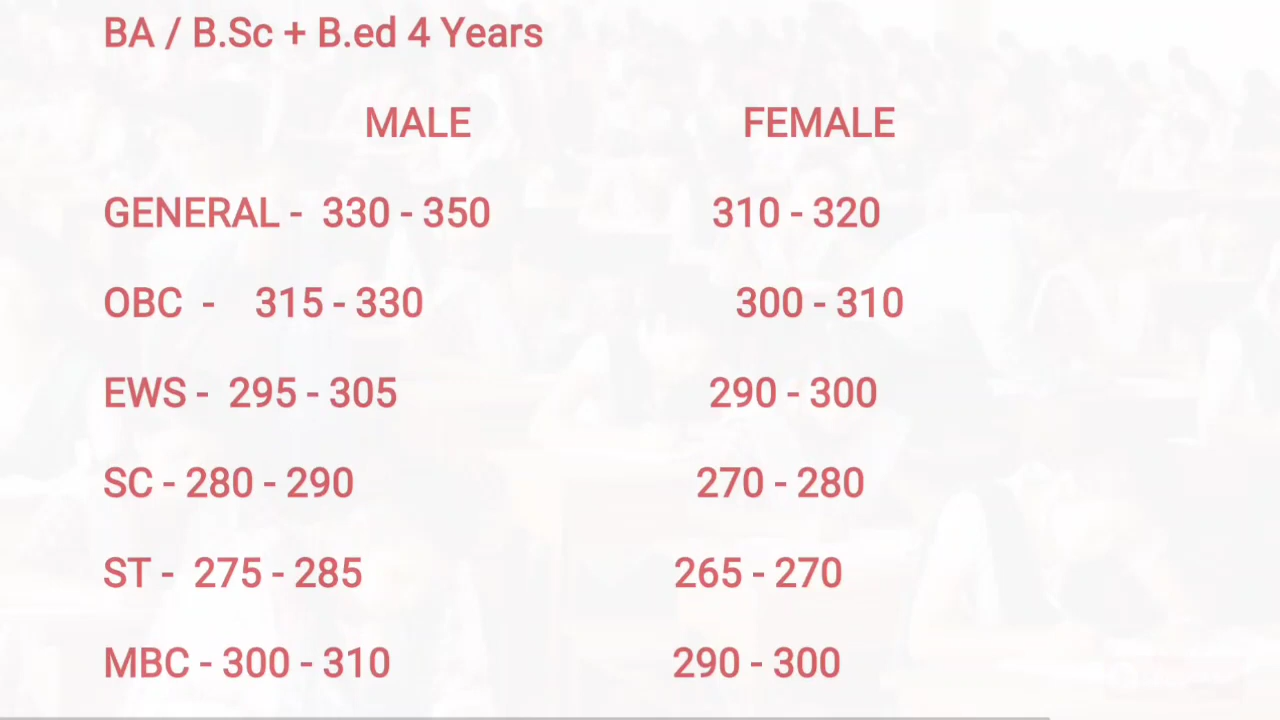 BA / B.Sc + B.ed 4 Years
MALE FEMALE
GENERAL - 330 - 350 310 - 320
OBC - 315 - 330 300 - 310
EWS - 295 - 305 290 - 300
SC - 280 - 290 270 - 280
ST - 275 - 285 265 - 270
MBC - 300 - 310 290 - 300